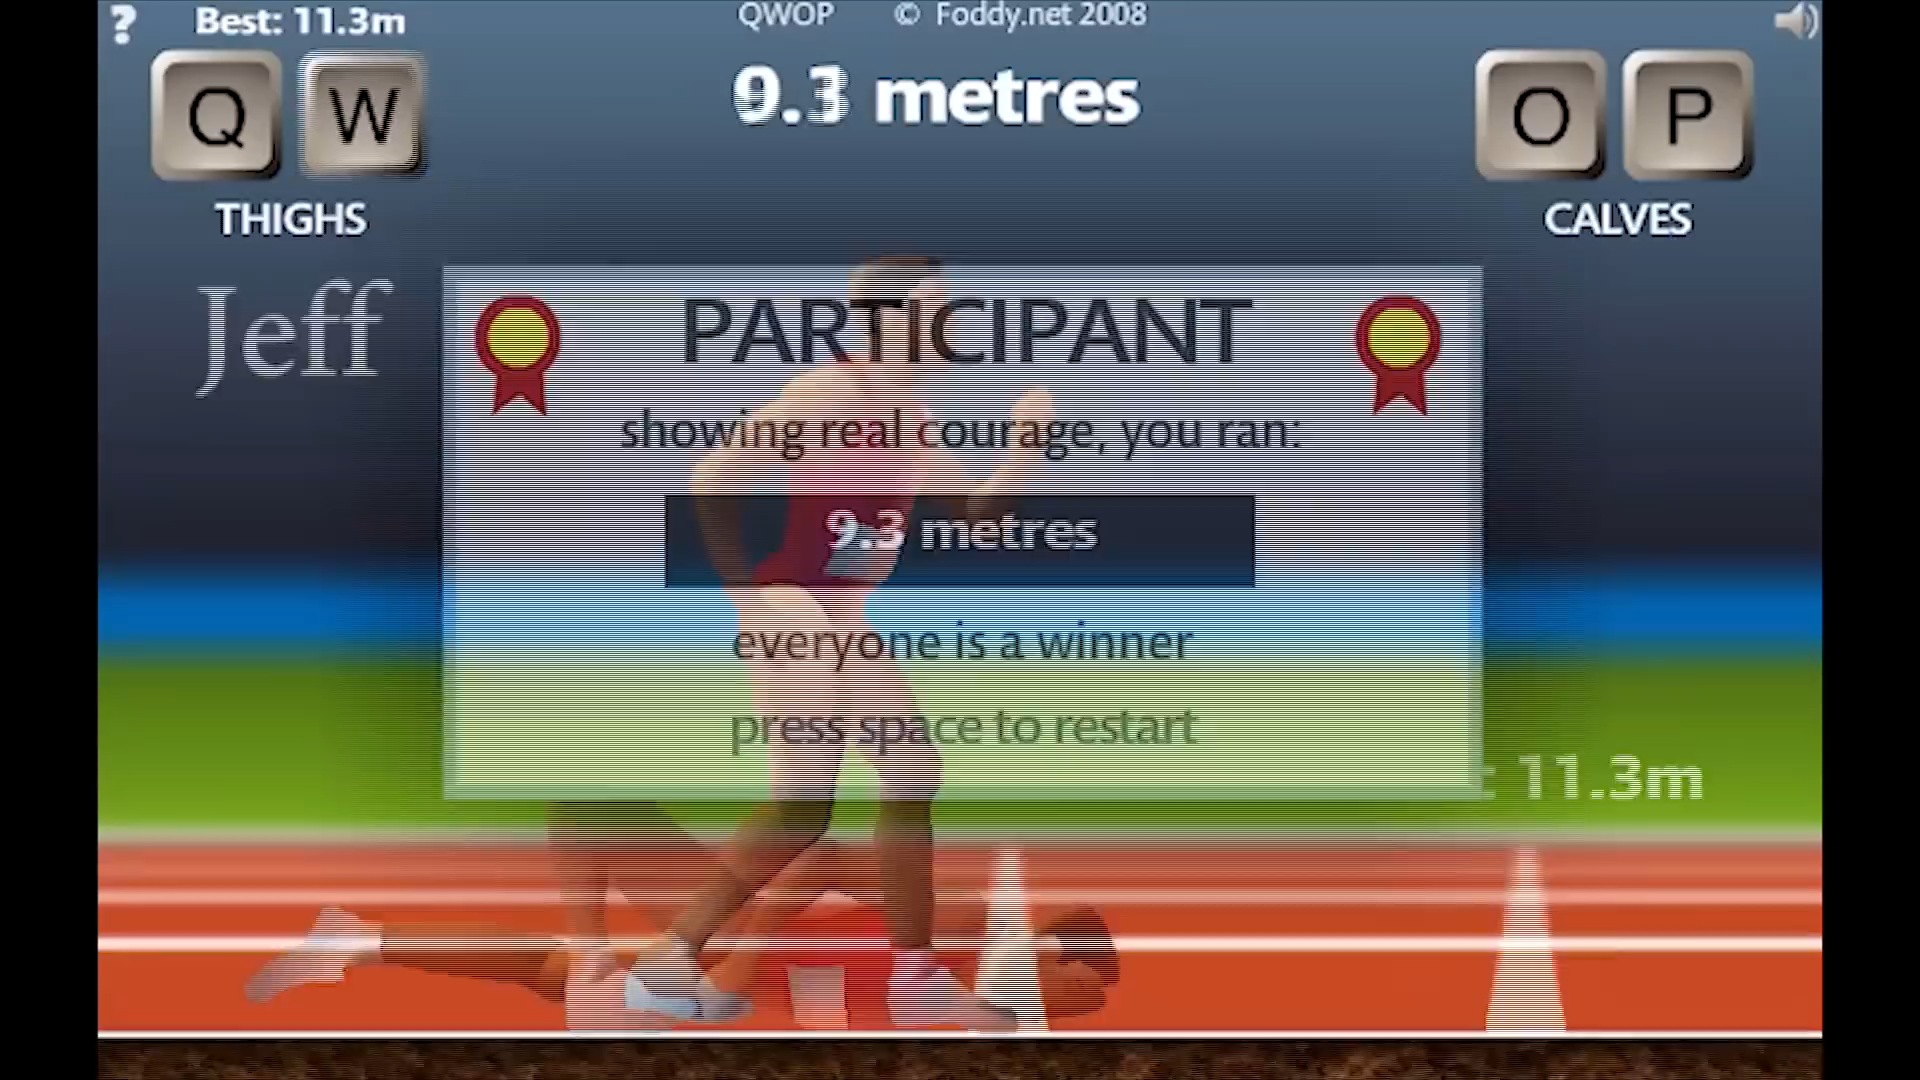 ? Best: 11.3m
QWOP © Foddy.net 2008
9.3 metres
Q W
THIGHS
O P
CALVES
Jeff
PARTICIPANT
showing real courage, you ran:
9.3 metres
everyone is a winner
press space to restart
: 11.3m